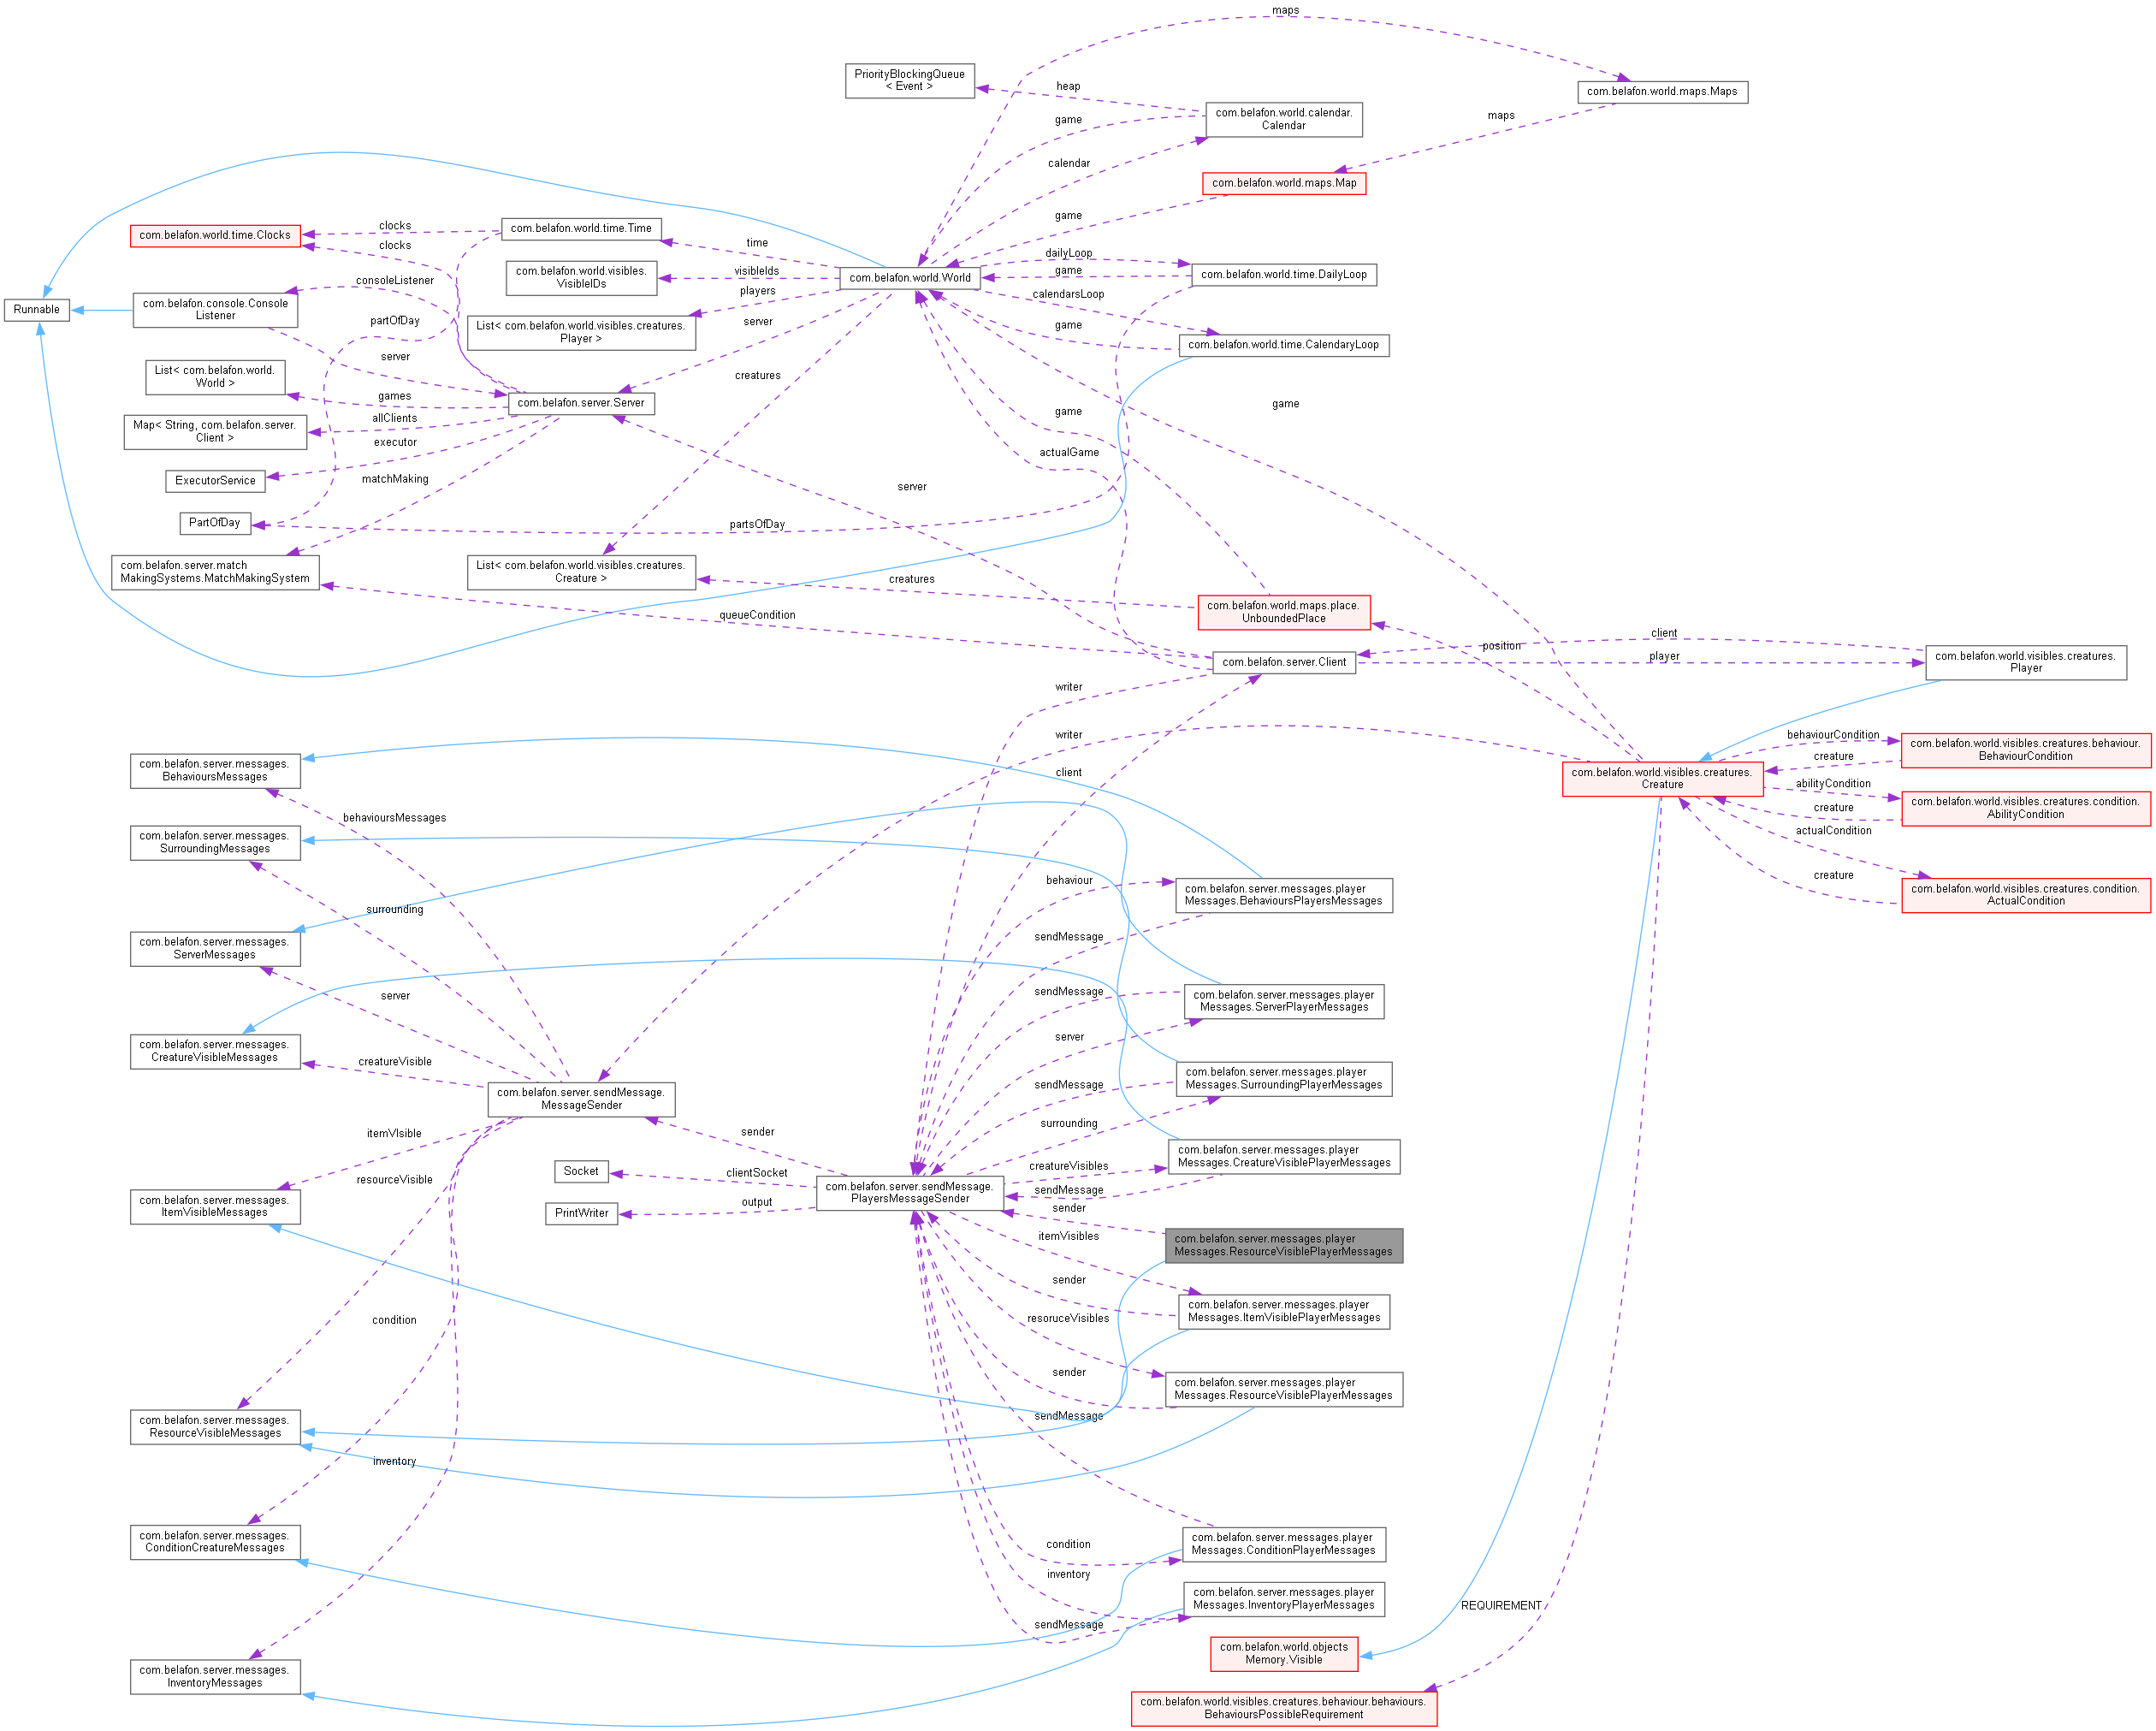 maps
PriorityBlockingQueue
< Event >
heap
com.belafon.world.maps.Maps
com.belafon.world.calendar.
Calendar
game
maps
calendar
com.belafon.world.maps.Map
game
com.belafon.world.time.Clocks
clocks
clocks
com.belafon.world.time.Time
time
com.belafon.world.World
dailyLoop
game
com.belafon.world.time.DailyLoop
com.belafon.world.visibles.
VisibleIDs
visibleIds
players
calendarsLoop
consoleListener
Runnable
com.belafon.console.Console
Listener
partOfDay
List< com.belafon.world.visibles.creatures.
Player >
server
game
com.belafon.world.time.CalendaryLoop
server
List< com.belafon.world.
World >
games
creatures
com.belafon.server.Server
game
game
Map< String, com.belafon.server.
Client >
allClients
executor
actualGame
ExecutorService
matchMaking
server
PartOfDay
partsOfDay
com.belafon.server.match
MakingSystems.MatchMakingSystem
List< com.belafon.world.visibles.creatures.
Creature >
creatures
com.belafon.world.maps.place.
UnboundedPlace
queueCondition
position
client
player
com.belafon.server.Client
com.belafon.world.visibles.creatures.
Player
writer
writer
client
behaviourCondition
creature
com.belafon.world.visibles.creatures.behaviour.
BehaviourCondition
com.belafon.server.messages.
BehavioursMessages
com.belafon.world.visibles.creatures.
Creature
abilityCondition
creature
com.belafon.world.visibles.creatures.condition.
AbilityCondition
behavioursMessages
actualCondition
com.belafon.server.messages.
SurroundingMessages
creature
com.belafon.world.visibles.creatures.condition.
ActualCondition
behaviour
com.belafon.server.messages.player
Messages.BehavioursPlayersMessages
surrounding
sendMessage
com.belafon.server.messages.
ServerMessages
sendMessage
com.belafon.server.messages.player
Messages.ServerPlayerMessages
server
server
com.belafon.server.messages.
CreatureVisibleMessages
creatureVisible
sendMessage
com.belafon.server.messages.player
Messages.SurroundingPlayerMessages
com.belafon.server.sendMessage.
MessageSender
surrounding
itemVIsible
sender
com.belafon.server.messages.player
Messages.CreatureVisiblePlayerMessages
Socket
clientSocket
creatureVisibles
resourceVisible
com.belafon.server.sendMessage.
PlayersMessageSender
sendMessage
com.belafon.server.messages.
ItemVisibleMessages
PrintWriter
output
sender
com.belafon.server.messages.player
Messages.ResourceVisiblePlayerMessages
itemVisibles
sender
com.belafon.server.messages.player
Messages.ItemVisiblePlayerMessages
condition
resoruceVisibles
sender
com.belafon.server.messages.player
Messages.ResourceVisiblePlayerMessages
com.belafon.server.messages.
ResourceVisibleMessages
sendMessage
inventory
com.belafon.server.messages.
ConditionCreatureMessages
condition
com.belafon.server.messages.player
Messages.ConditionPlayerMessages
inventory
com.belafon.server.messages.player
Messages.InventoryPlayerMessages
REQUIREMENT
sendMessage
com.belafon.world.objects
Memory.Visible
com.belafon.server.messages.
InventoryMessages
com.belafon.world.visibles.creatures.behaviour.behaviours.
BehavioursPossibleRequirement